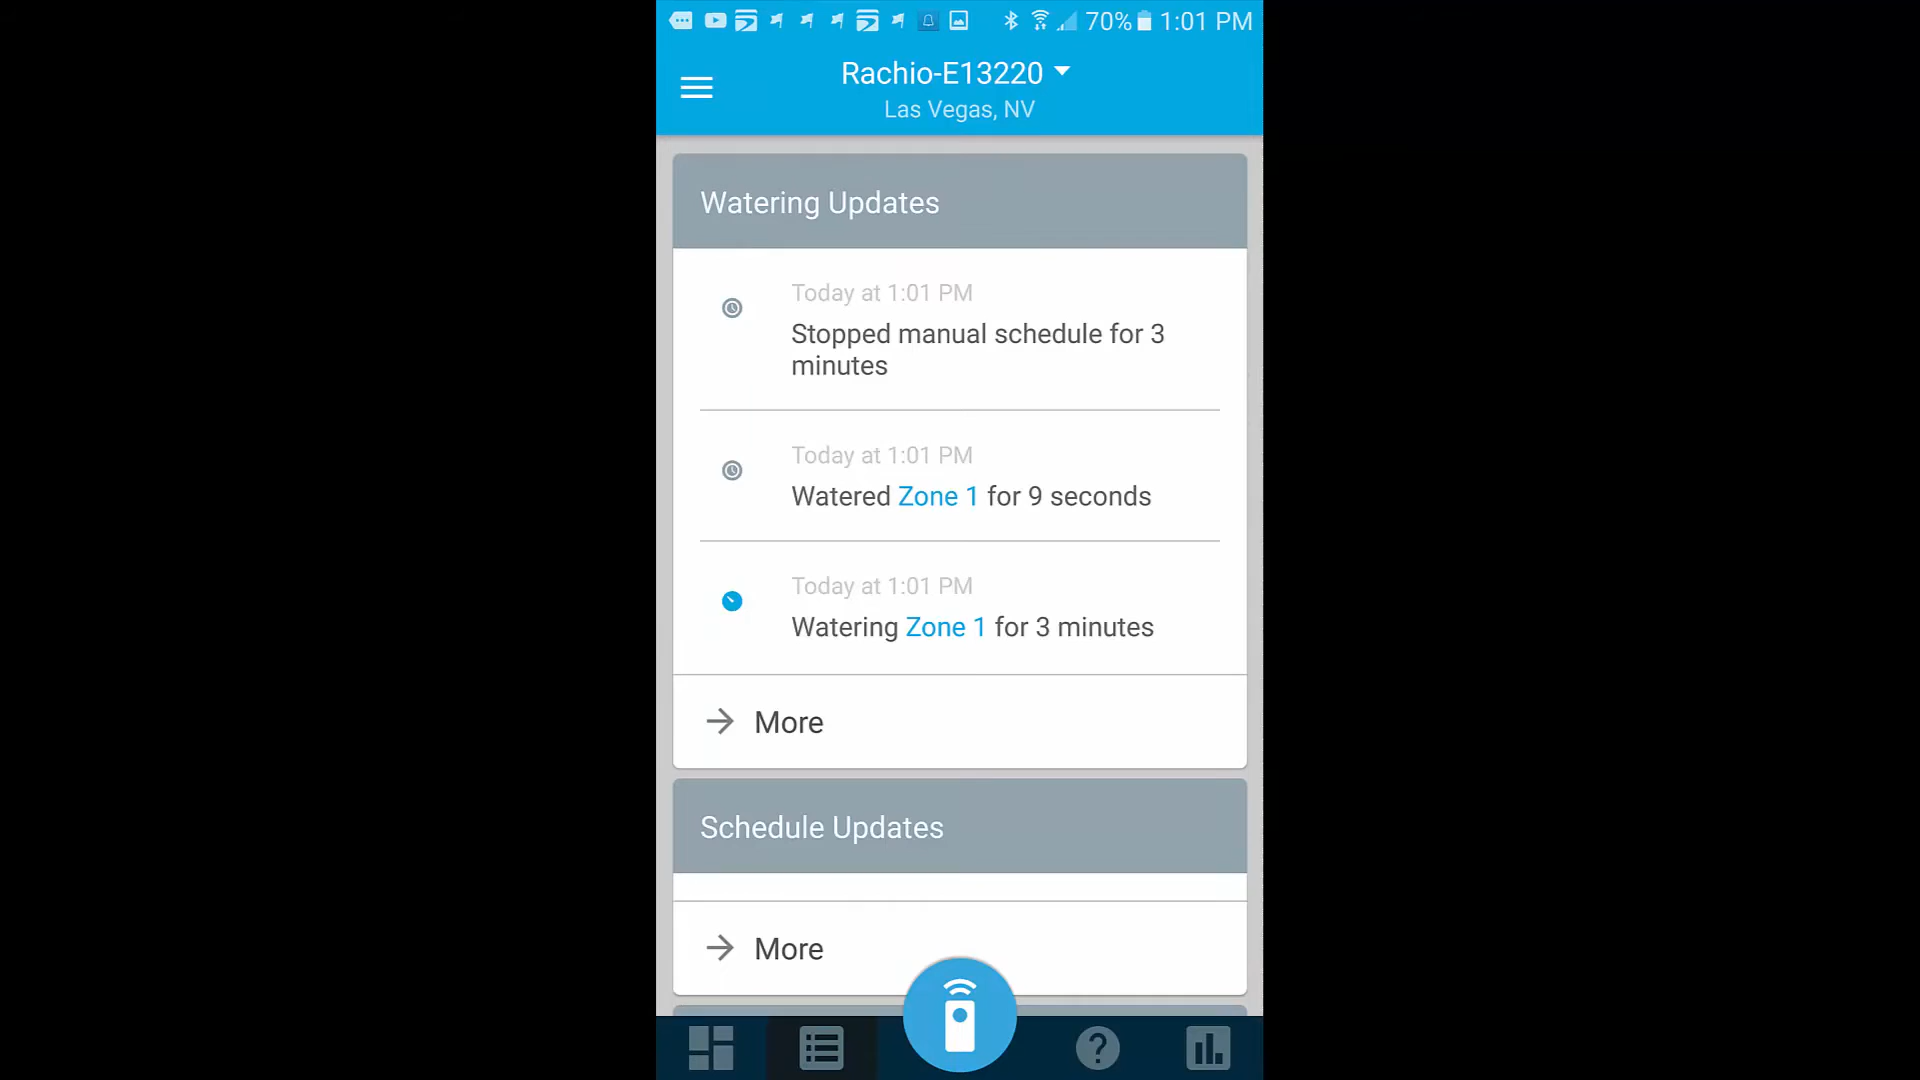 70% 1:01 PM
Rachio-E13220
Las Vegas, NV
Watering Updates
Today at 1:01 PM
Stopped manual schedule for 3
minutes
Today at 1:01 PM
Watered Zone 1 for 9 seconds
Today at 1:01 PM
Watering Zone 1 for 3 minutes
More
Schedule Updates
More